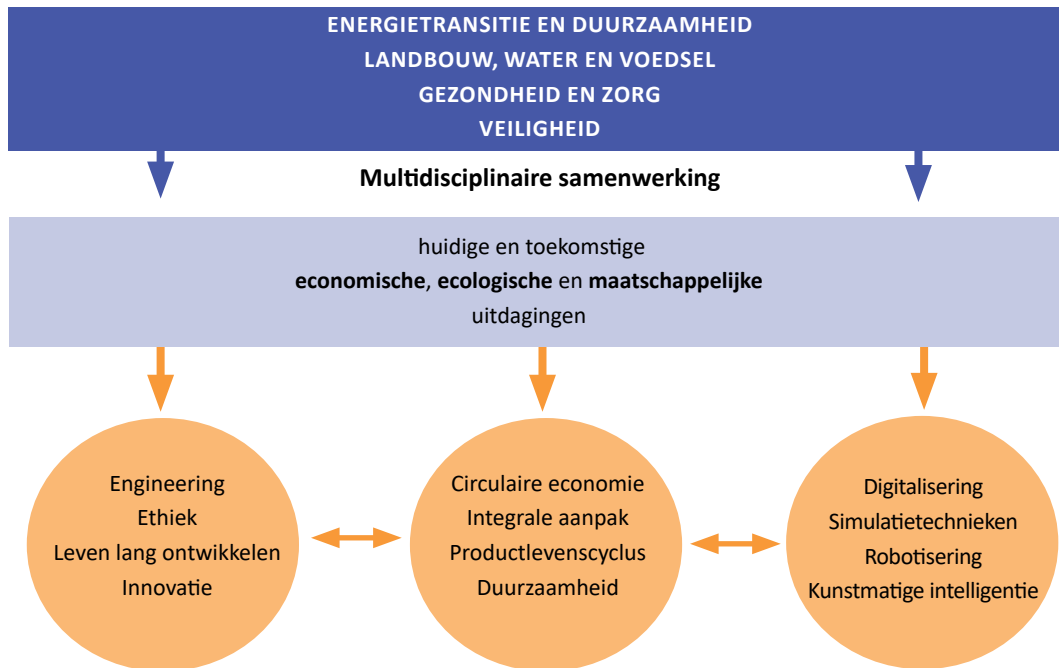 ENERGIETRANSITIE EN DUURZAAMHEID
LANDBOUW, WATER EN VOEDSEL
GEZONDHEID EN ZORG
VEILIGHEID
Multidisciplinaire samenwerking
huidige en toekomstige
economische, ecologische en maatschappelijke
uitdagingen
Engineering
Ethiek
Leven lang ontwikkelen
Innovatie
Circulaire economie
Integrale aanpak
Productlevenscyclus
Duurzaamheid
Digitalisering
Simulatietechnieken
Robotisering
Kunstmatige intelligentie